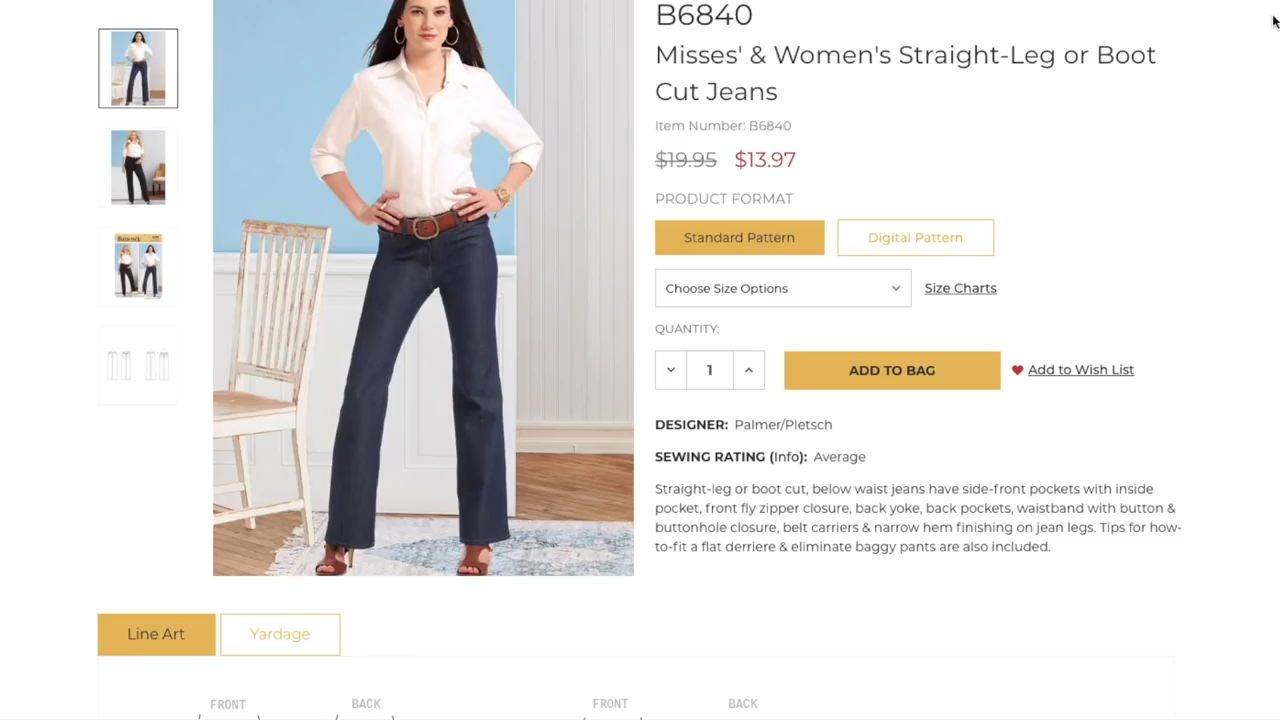 B6840
Misses' & Women's Straight-Leg or Boot
Cut Jeans
Item Number: B6840
$19.95 $13.97
PRODUCT FORMAT
Standard Pattern
Digital Pattern
Choose Size Options
Size Charts
QUANTITY:
1
ADD TO BAG
Add to Wish List
DESIGNER: Palmer/Pletsch
SEWING RATING (Info): Average
Straight-leg or boot cut, below waist jeans have side-front pockets with inside
pocket, front fly zipper closure, back yoke, back pockets, waistband with button &
buttonhole closure, belt carriers & narrow hem finishing on jean legs. Tips for how-
to-fit a flat derriere & eliminate baggy pants are also included.
Line Art
Yardage
FRONT BACK FRONT BACK